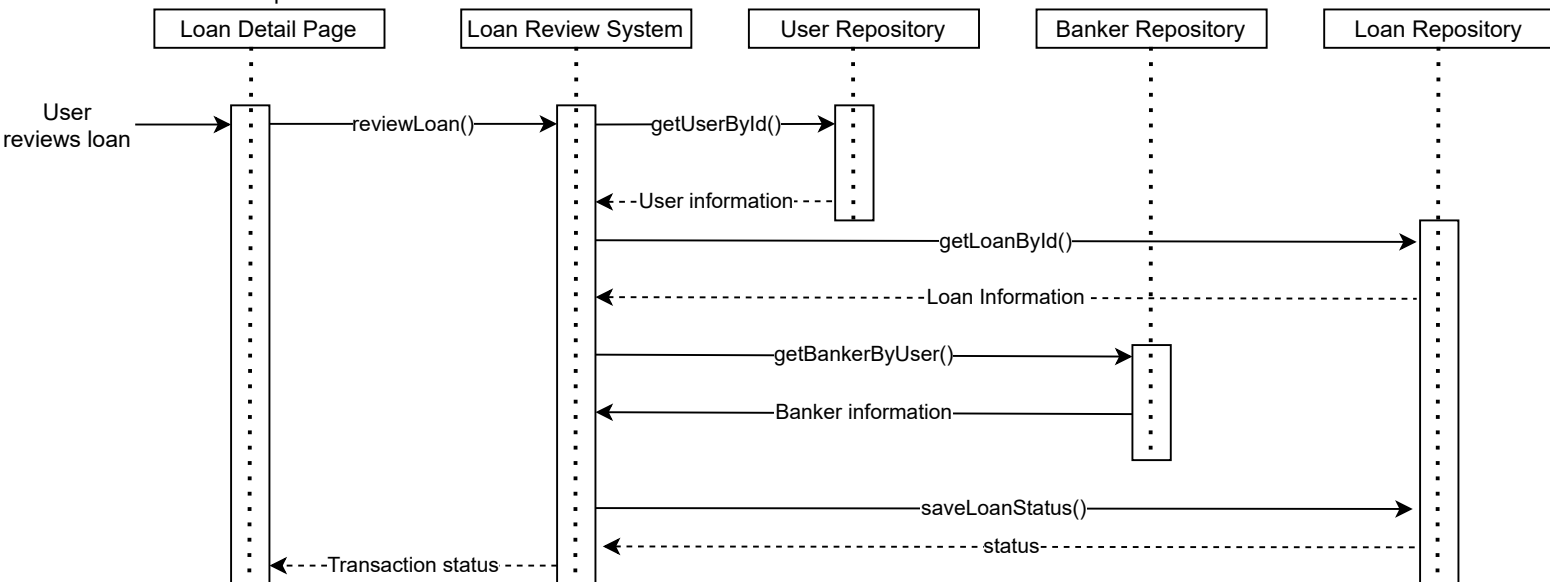 Loan Detail Page
Loan Review System
User Repository
Banker Repository
Loan Repository
User
reviews loan
reviewLoan()
getUserById()
User information
getLoanById()
Loan Information
getBankerByUser()
Banker information
saveLoanStatus()
status
Transaction status